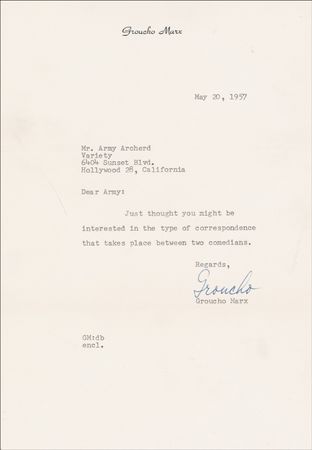 Groucho Marx
May 20, 1957
Mr. Army Archerd
Variety
6404 Sunset Blvd.
Hollywood 28, California
Dear Army:
Just thought you might be
interested in the type of correspondence
that takes place between two comedians.
Regards,
Groucho
Groucho Marx
GM:db
encl.